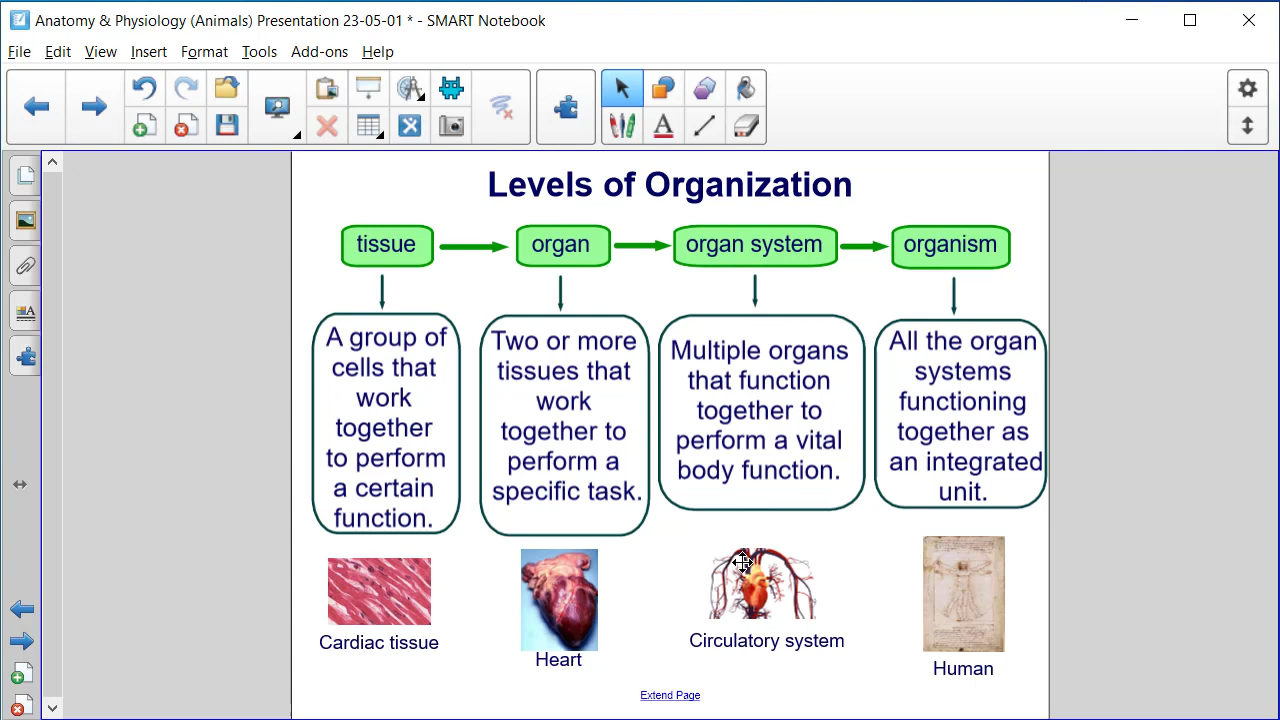 Anatomy & Physiology (Animals) Presentation 23-05-01 * - SMART Notebook
File Edit View Insert Format Tools Add-ons Help
Levels of Organization
tissue
organ
organ system
organism
A group of
cells that
work
together
to perform
a certain
function.
Two or more
tissues that
work
together to
perform a
specific task.
Multiple organs
that function
together to
perform a vital
body function.
All the organ
systems
functioning
together as
an integrated
unit.
Cardiac tissue
Heart
Circulatory system
Human
Extend Page